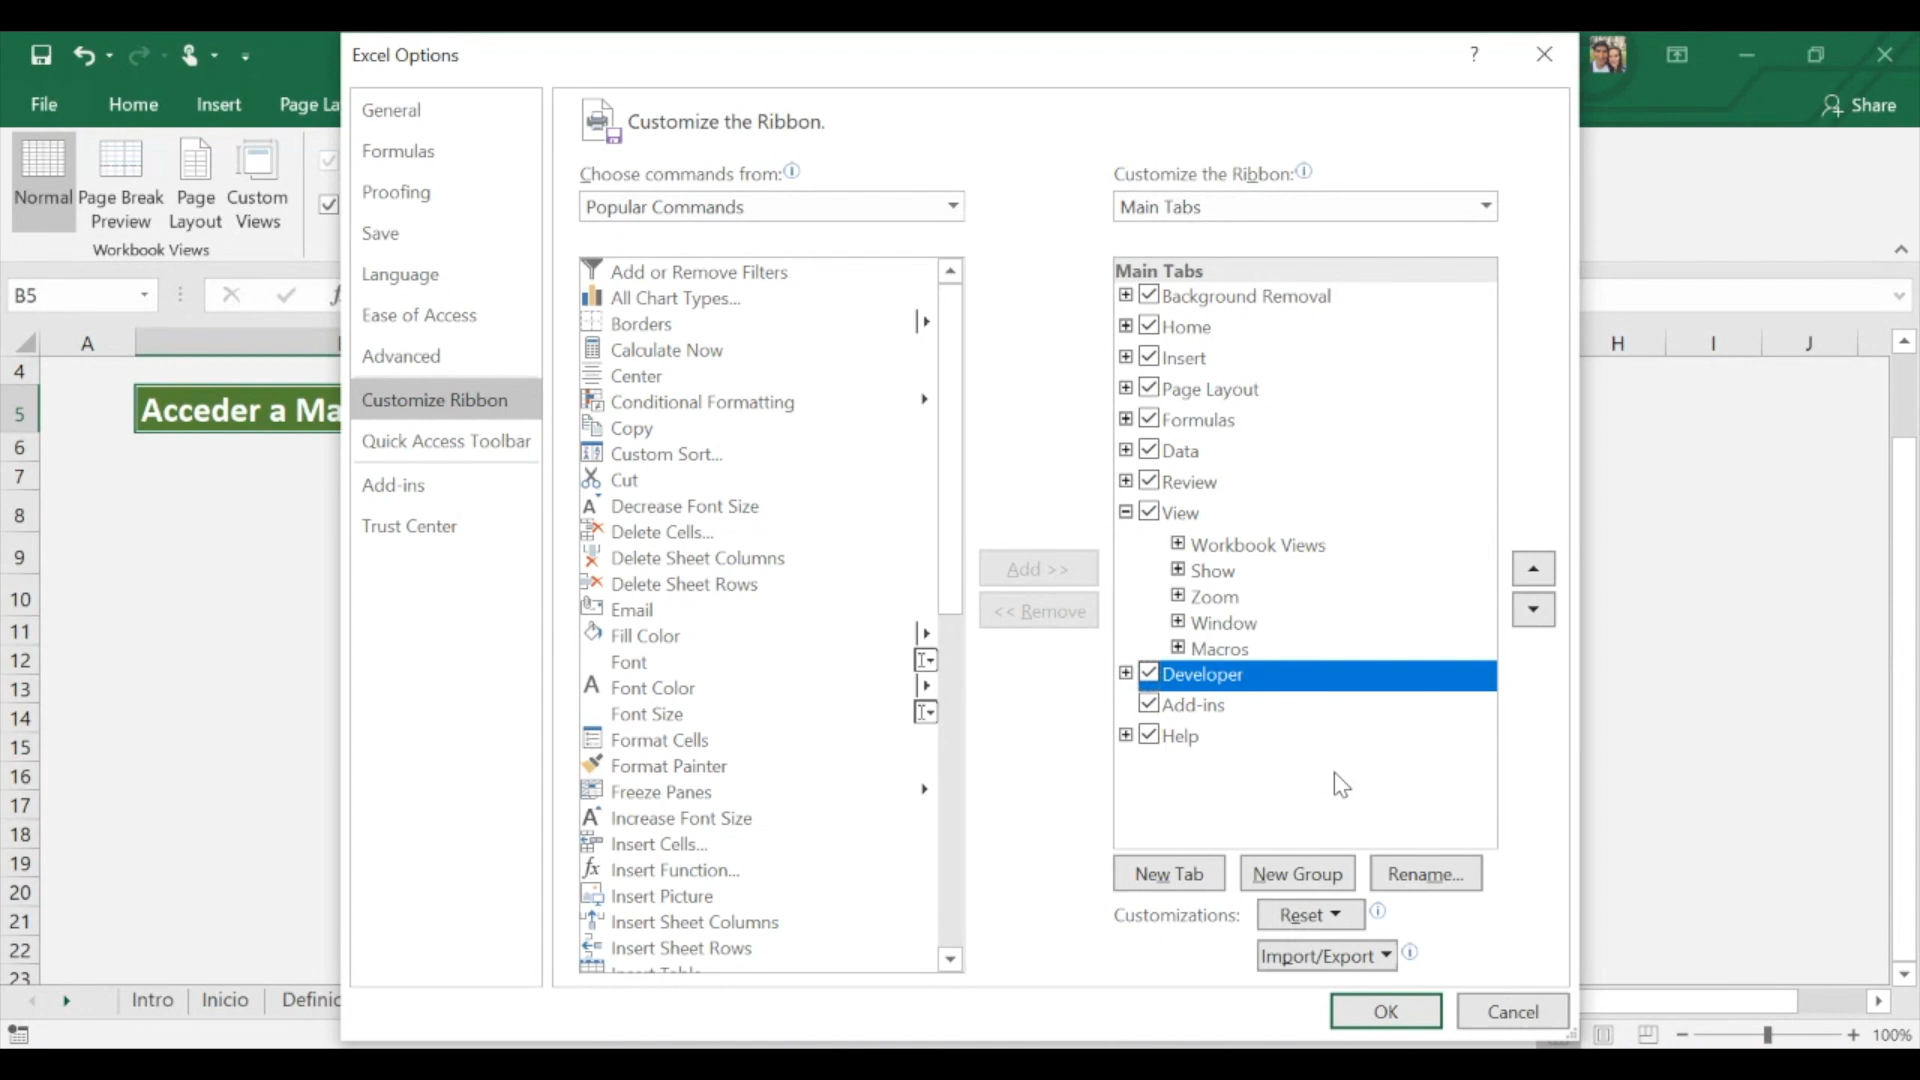 Excel Options
?
File
Home
Insert
Page La
Share
Normal
Page Break
Preview
Page
Layout
Custom
Views
Workbook Views
B5
A
H
I
J
4
5
6
7
8
9
10
11
12
13
14
15
16
17
18
19
20
21
22
23
Acceder a Ma
Intro
Inicio
Definic
100%
General
Formulas
Proofing
Save
Language
Ease of Access
Advanced
Customize Ribbon
Quick Access Toolbar
Add-ins
Trust Center
Customize the Ribbon.
Choose commands from:
Popular Commands
Add or Remove Filters
All Chart Types...
Borders
Calculate Now
Center
Conditional Formatting
Copy
Custom Sort...
Cut
Decrease Font Size
Delete Cells...
Delete Sheet Columns
Delete Sheet Rows
Email
Fill Color
Font
Font Color
Font Size
Format Cells
Format Painter
Freeze Panes
Increase Font Size
Insert Cells...
Insert Function...
Insert Picture
Insert Sheet Columns
Insert Sheet Rows
Add >>
<< Remove
Customize the Ribbon:
Main Tabs
Main Tabs
Background Removal
Home
Insert
Page Layout
Formulas
Data
Review
View
Workbook Views
Show
Zoom
Window
Macros
Developer
Add-ins
Help
New Tab
New Group
Rename...
Customizations:
Reset
Import/Export
OK
Cancel